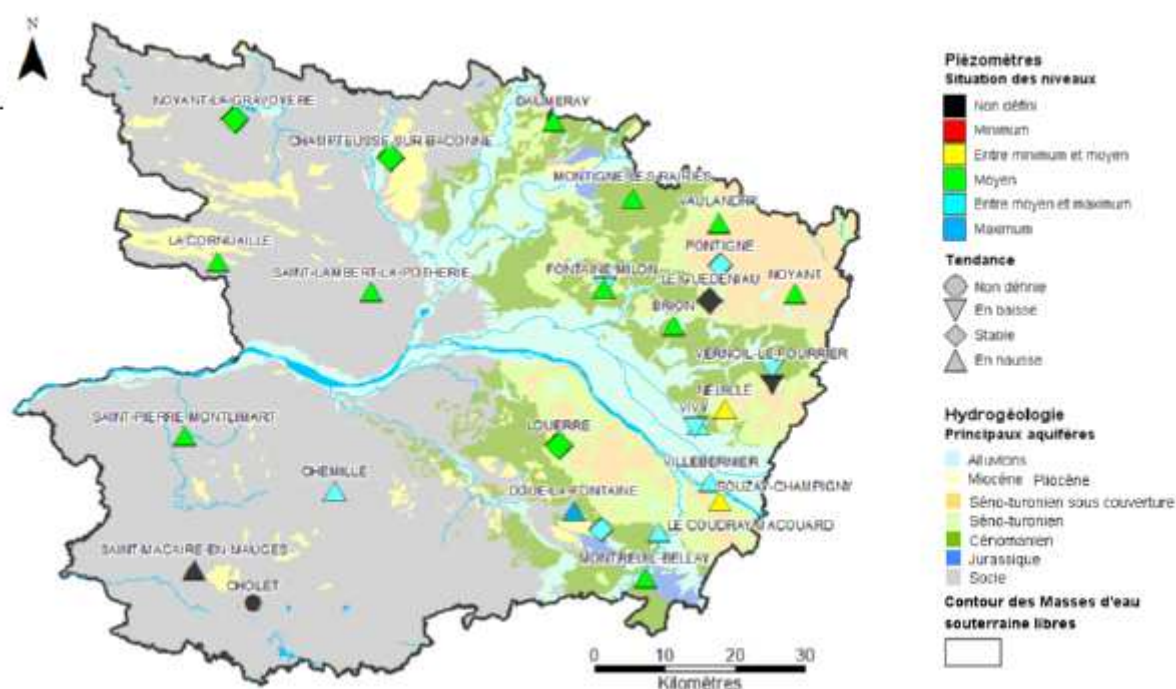 N
NOYANT-LA-GRAVOYERE
DAUMERAY
CHAMPTEUSSE-SUR-BACONNE
MONTIGNE-LES-RAIRIES
VAULANDRY
LA CORNUAILLE
PONTIGNE
SAINT-LAMBERT-LA-POTHERIE
FONTAINE-MILON
LE GUEDENIAU
NOYANT
BRION
VERNOIL-LE-FOURRIER
NEUILLE
SAINT-PIERRE-MONTLIMART
VIVY
LOUERRE
VILLEBERNIER
CHEMILLE
SOUZAY-CHAMPIGNY
DOUE-LA-FONTAINE
LE COUDRAY-MACOUARD
SAINT-MACAIRE-EN-MAUGES
MONTREUIL-BELLAY
CHOLET
0 10 20 30
Kilomètres
Piézomètres
Situation des niveaux
Non défini
Minimum
Entre minimum et moyen
Moyen
Entre moyen et maximum
Maximum
Tendance
Non définie
En baisse
Stable
En hausse
Hydrogéologie
Principaux aquifères
Alluvions
Miocène Pliocène
Séno-turonien sous couverture
Séno-turonien
Cénomanien
Jurassique
Socle
Contour des Masses d'eau
souterraine libres